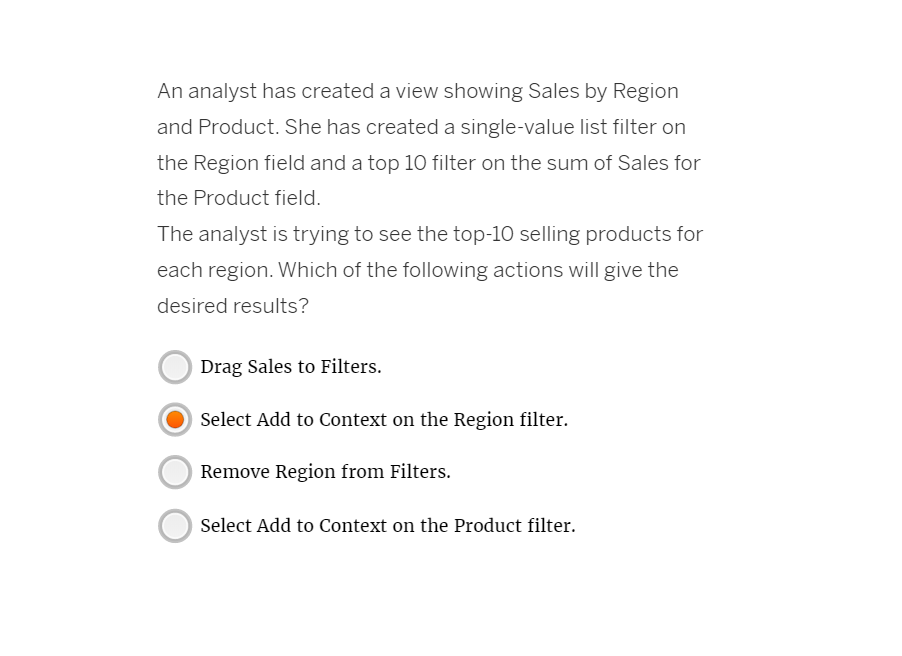 An analyst has created a view showing Sales by Region
and Product. She has created a single-value list filter on
the Region field and a top 10 filter on the sum of Sales for
the Product field.
The analyst is trying to see the top-10 selling products for
each region. Which of the following actions will give the
desired results?
Drag Sales to Filters.
Select Add to Context on the Region filter.
Remove Region from Filters.
Select Add to Context on the Product filter.